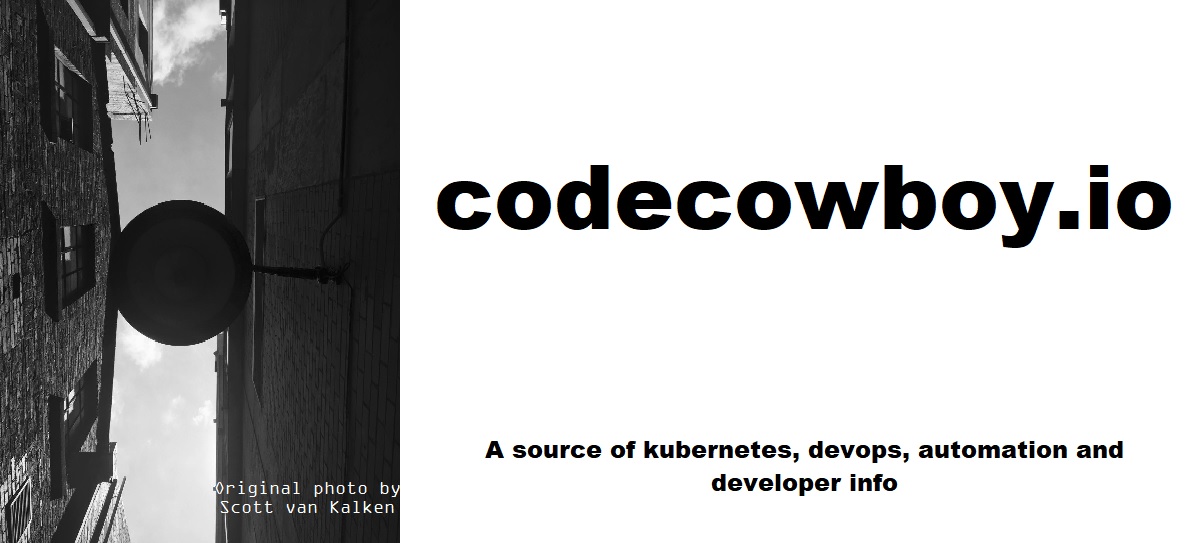 codecowboy.io
A source of kubernetes, devops, automation and
developer info
Original photo by
Scott van Kalken